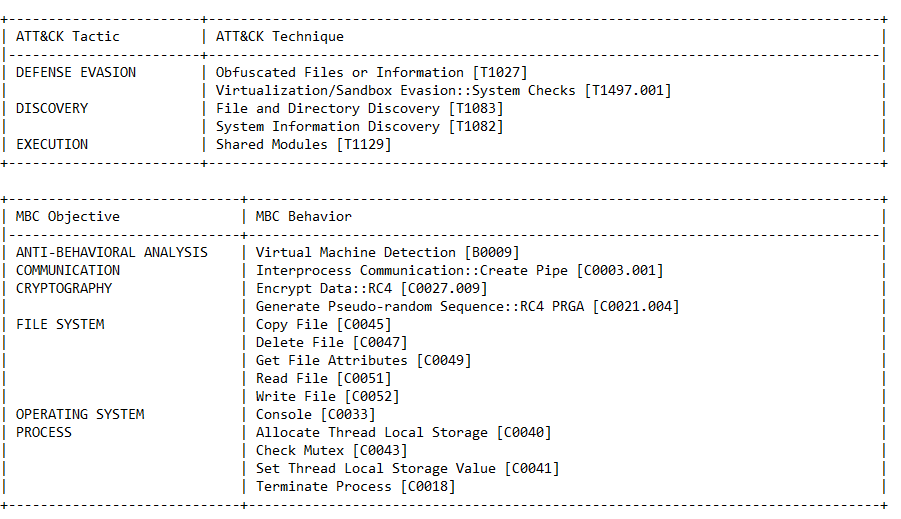 ATT&CK Tactic | ATT&CK Technique
DEFENSE EVASION | Obfuscated Files or Information [T1027]
| Virtualization/Sandbox Evasion::System Checks [T1497.001]
DISCOVERY | File and Directory Discovery [T1083]
| System Information Discovery [T1082]
EXECUTION | Shared Modules [T1129]
MBC Objective | MBC Behavior
ANTI-BEHAVIORAL ANALYSIS | Virtual Machine Detection [B0009]
COMMUNICATION | Interprocess Communication::Create Pipe [C0003.001]
CRYPTOGRAPHY | Encrypt Data::RC4 [C0027.009]
| Generate Pseudo-random Sequence::RC4 PRGA [C0021.004]
FILE SYSTEM | Copy File [C0045]
| Delete File [C0047]
| Get File Attributes [C0049]
| Read File [C0051]
| Write File [C0052]
OPERATING SYSTEM | Console [C0033]
PROCESS | Allocate Thread Local Storage [C0040]
| Check Mutex [C0043]
| Set Thread Local Storage Value [C0041]
| Terminate Process [C0018]